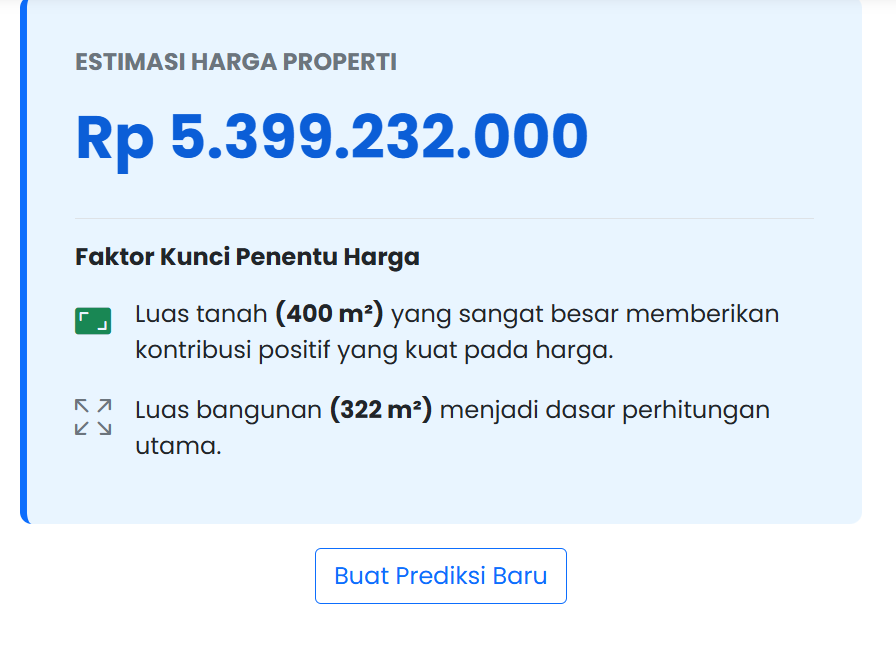 ESTIMASI HARGA PROPERTI
Rp 5.399.232.000
Faktor Kunci Penentu Harga
Luas tanah (400 m²) yang sangat besar memberikan
kontribusi positif yang kuat pada harga.
Luas bangunan (322 m²) menjadi dasar perhitungan
utama.
Buat Prediksi Baru